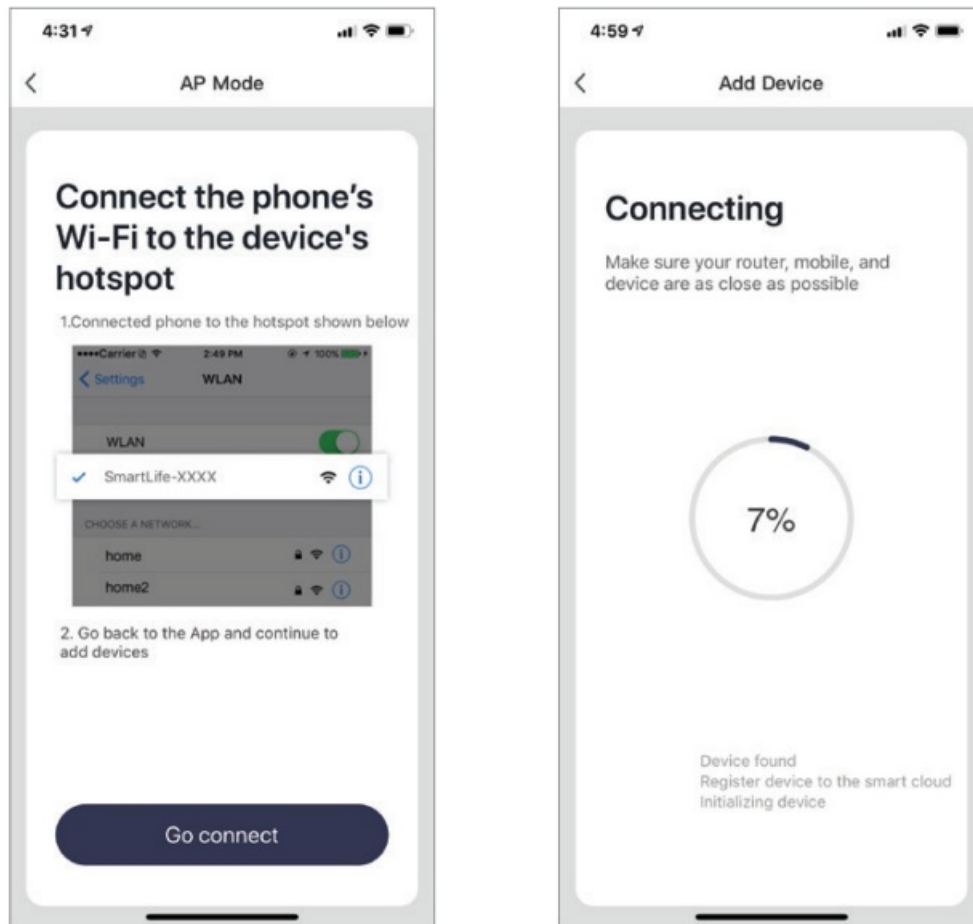 4:31
AP Mode
Connect the phone's
Wi-Fi to the device's
hotspot
1.Connected phone to the hotspot shown below
Carrier 2:49 PM 100%
Settings WLAN
WLAN
SmartLife-XXXX
CHOOSE A NETWORK...
home
home2
2. Go back to the App and continue to
add devices
Go connect
4:59
Add Device
Connecting
Make sure your router, mobile, and
device are as close as possible
7%
Device found
Register device to the smart cloud
Initializing device